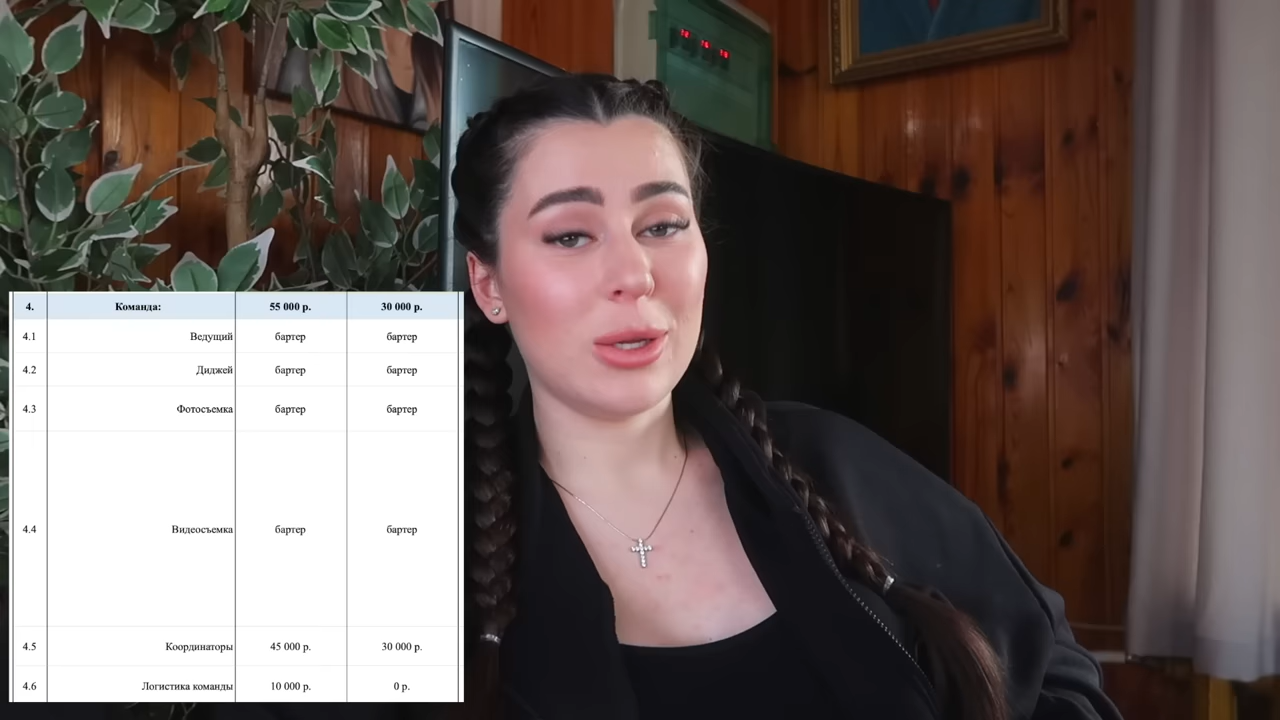 4. Команда: 55 000 р. 30 000 р.
4.1 Ведущий бартер бартер
4.2 Диджей бартер бартер
4.3 Фотосъемка бартер бартер
4.4 Видеосъемка бартер бартер
4.5 Координаторы 45 000 р. 30 000 р.
4.6 Логистика команды 10 000 р. 0 р.